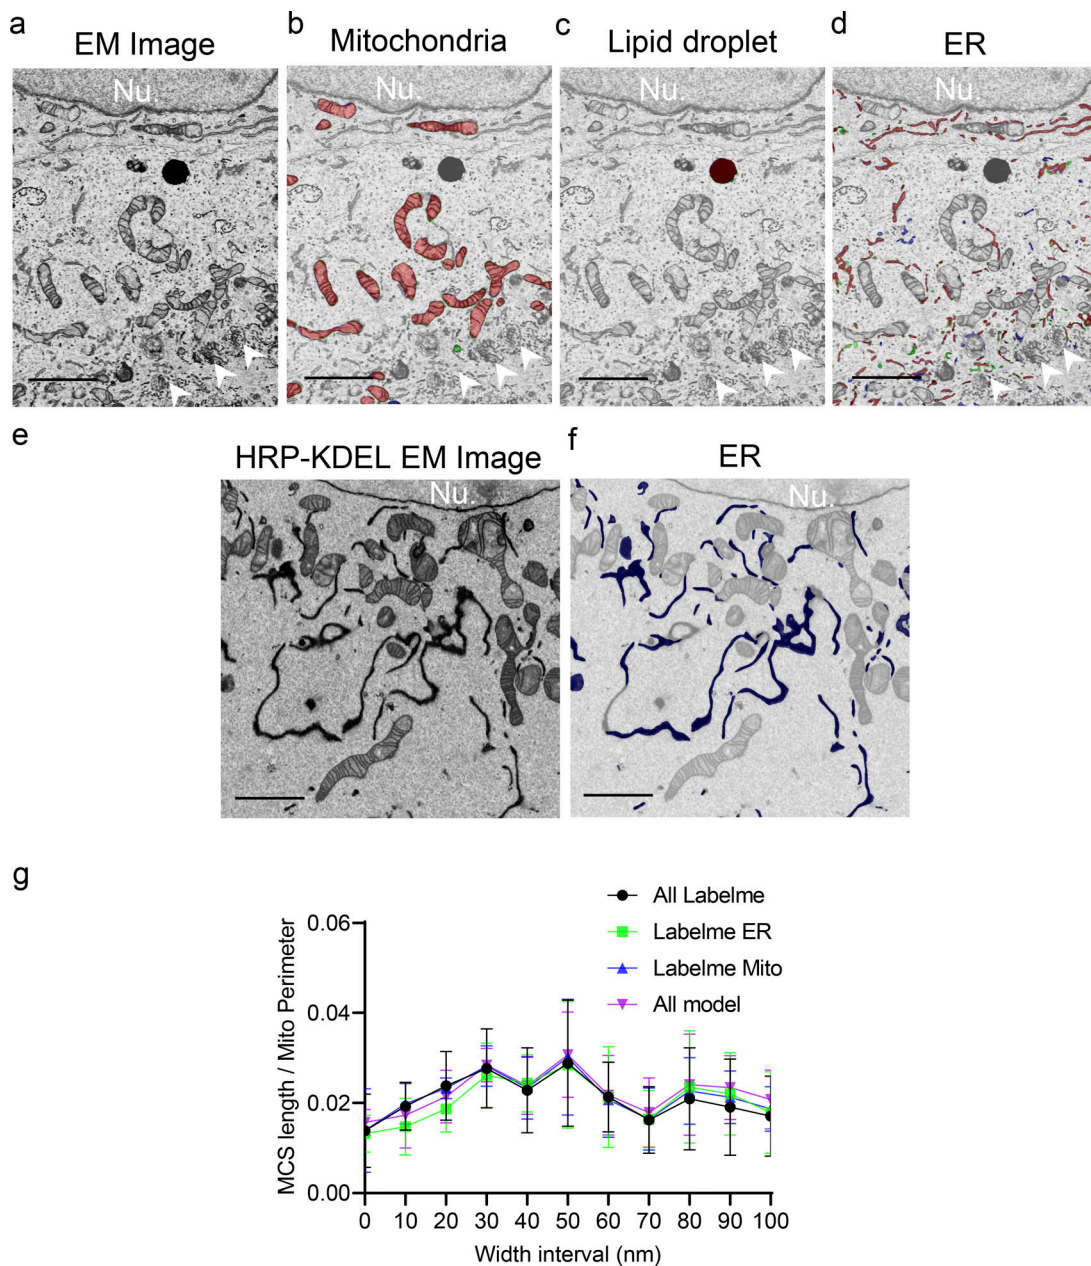 a
EM Image
b
Mitochondria
c
Lipid droplet
d
ER
Nu.
Nu.
Nu.
Nu.
e
HRP-KDEL EM Image
f
ER
Nu.
Nu.
g
All Labelme
Labelme ER
Labelme Mito
All model
MCS length / Mito Perimeter
0.06
0.04
0.02
0.00
0 10 20 30 40 50 60 70 80 90 100
Width interval (nm)